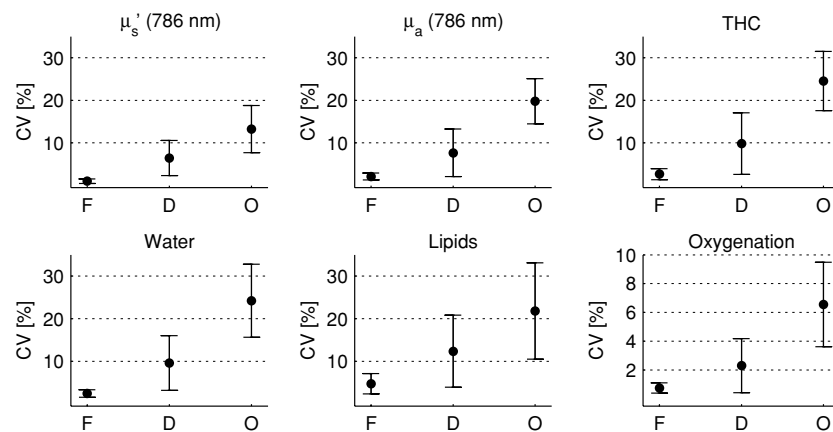 μs' (786 nm)
μa (786 nm)
THC
CV [%]
30
20
10
F D O
CV [%]
30
20
10
F D O
CV [%]
30
20
10
F D O
Water
Lipids
Oxygenation
CV [%]
30
20
10
F D O
CV [%]
30
20
10
F D O
CV [%]
10
8
6
4
2
F D O